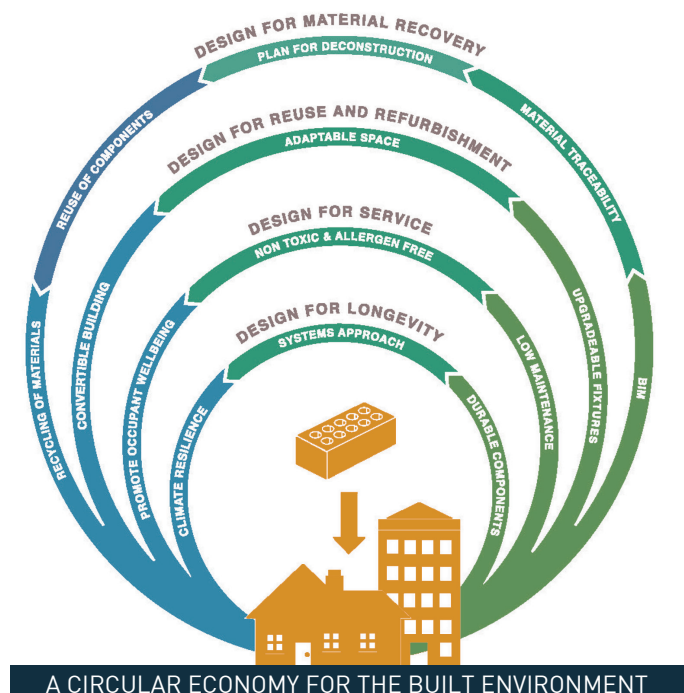 DESIGN FOR MATERIAL RECOVERY
PLAN FOR DECONSTRUCTION
REUSE OF COMPONENTS
MATERIAL TRACEABILITY
RECYCLING OF MATERIALS
BIM
DESIGN FOR REUSE AND REFURBISHMENT
ADAPTABLE SPACE
CONVERTIBLE BUILDING
UPGRADEABLE FIXTURES
DESIGN FOR SERVICE
NON TOXIC & ALLERGEN FREE
PROMOTE OCCUPANT WELLBEING
LOW MAINTENANCE
DESIGN FOR LONGEVITY
SYSTEMS APPROACH
CLIMATE RESILIENCE
DURABLE COMPONENTS
A CIRCULAR ECONOMY FOR THE BUILT ENVIRONMENT